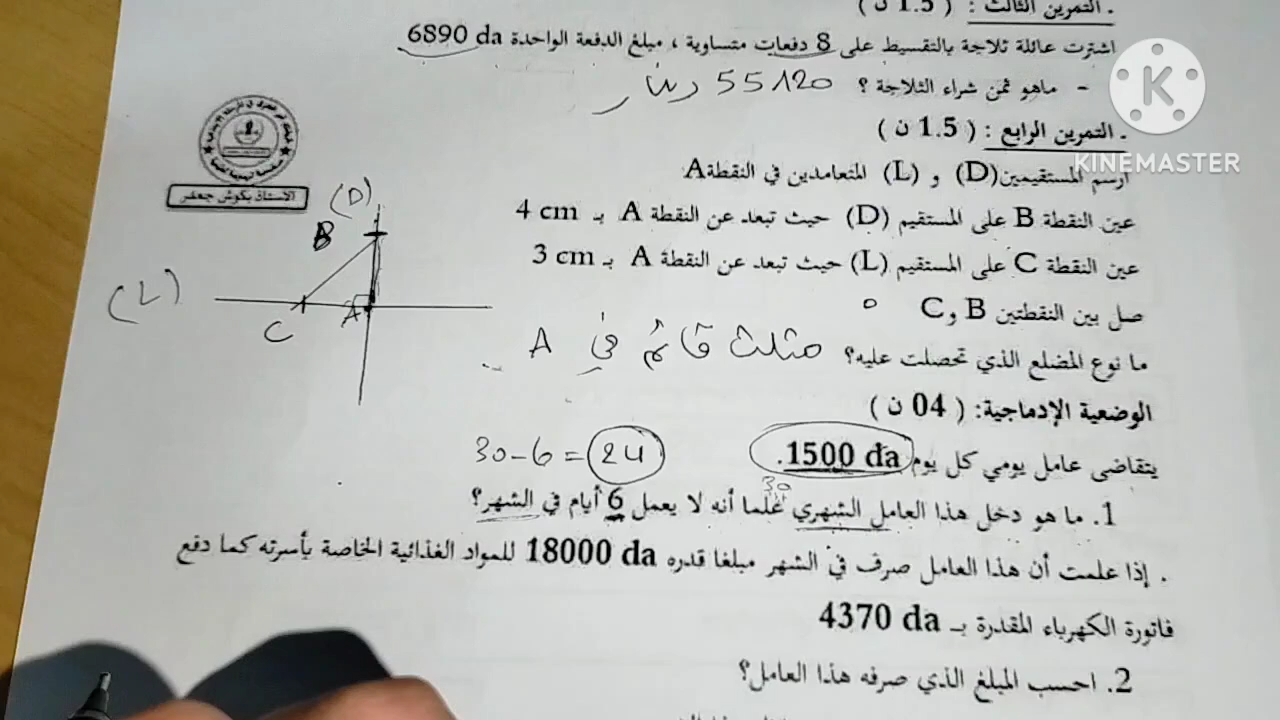 ـ التمرين الثالث : ( 1.5 ن )
اشترت عائلة ثلاجة بالتقسيط على 8 دفعات متساوية ، مبلغ الدفعة الواحدة 6890 da
- ماهو ثمن شراء الثلاجة ؟ 55120 دينار
ـ التمرين الرابع : ( 1.5 ن )
KINEMASTER
ارسم المستقيمين(D) و (L) المتعامدين في النقطةA
الاستاذ بكوش جعفر
عين النقطة B على المستقيم (D) حيث تبعد عن النقطة A بـ 4 cm
(D)
B
عين النقطة C على المستقيم (L) حيث تبعد عن النقطة A بـ 3 cm
(L)
C
A
صل بين النقطتين B وC
ما نوع المضلع الذي تحصلت عليه؟ مثلث قائم في A
الوضعية الإدماجية: ( 04 ن )
يتقاضى عامل يومي كل يوم 1500 da.
30-6=24
30
1. ما هو دخل هذا العامل الشهري علما أنه لا يعمل 6 أيام في الشهر؟
. إذا علمت أن هذا العامل صرف في الشهر مبلغا قدره 18000 da للمواد الغذائية الخاصة بأسرته كما دفع
فاتورة الكهرباء المقدرة بـ 4370 da
2. احسب المبلغ الذي صرفه هذا العامل؟